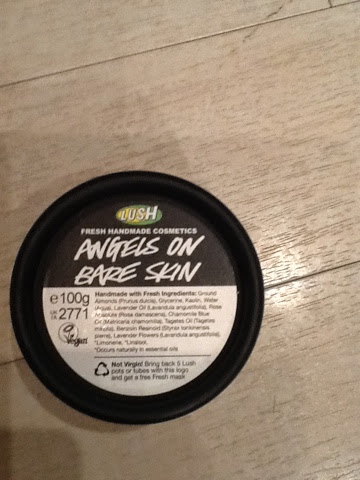 LUSH
FRESH HANDMADE COSMETICS
ANGELS ON
BARE SKIN
e 100g
UK 2771
Vegan
Handmade with Fresh Ingredients: Ground
Almonds (Prunus dulcis), Glycerine, Kaolin, Water
(Aqua), Lavender Oil (Lavandula angustifolia), Rose
Absolute (Rosa damascena), Chamomile Blue
Oil (Matricaria chamomilla), Tagetes Oil (Tagetes
minuta), Benzoin Resinoid (Styrax tonkinensis
pierre), Lavender Flowers (Lavandula angustifolia),
*Limonene, *Linalool.
*Occurs naturally in essential oils
Not Virgin! Bring back 5 Lush
pots or tubes with this logo
and get a free Fresh mask